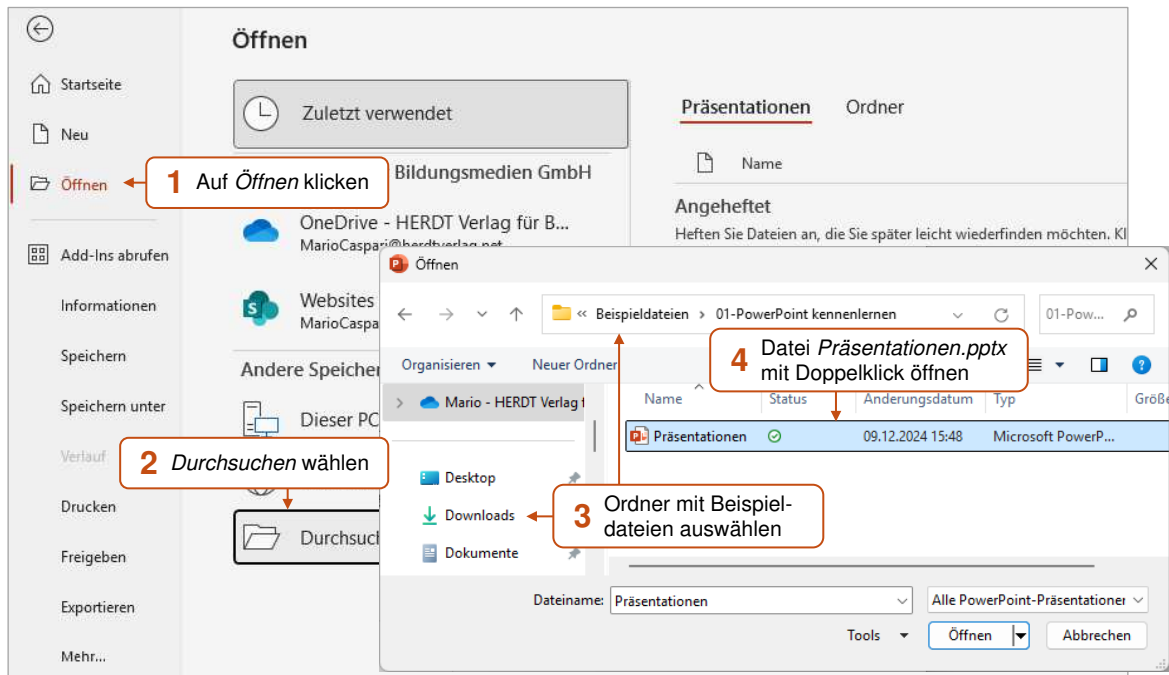 Öffnen
Startseite
Neu
Öffnen
Add-Ins abrufen
Informationen
Speichern
Speichern unter
Verlauf
Drucken
Freigeben
Exportieren
Mehr...
1 Auf Öffnen klicken
2 Durchsuchen wählen
Zuletzt verwendet
Bildungsmedien GmbH
OneDrive - HERDT Verlag für B...
MarioCaspari@herdtverlag.net
Websites
MarioCaspa
Andere Speicher
Dieser PC
Durchsuch
Präsentationen Ordner
Name
Angeheftet
Heften Sie Dateien an, die Sie später leicht wiederfinden möchten. Kl
Öffnen
« Beispieldateien › 01-PowerPoint kennenlernen
01-Pow...
Organisieren Neuer Ordner
4 Datei Präsentationen.pptx
mit Doppelklick öffnen
Mario - HERDT Verlag f
Name Status Änderungsdatum Typ Größe
Präsentationen 09.12.2024 15:48 Microsoft PowerP...
Desktop
Downloads
Dokumente
3 Ordner mit Beispiel-
dateien auswählen
Dateiname: Präsentationen Alle PowerPoint-Präsentationen
Tools Öffnen Abbrechen